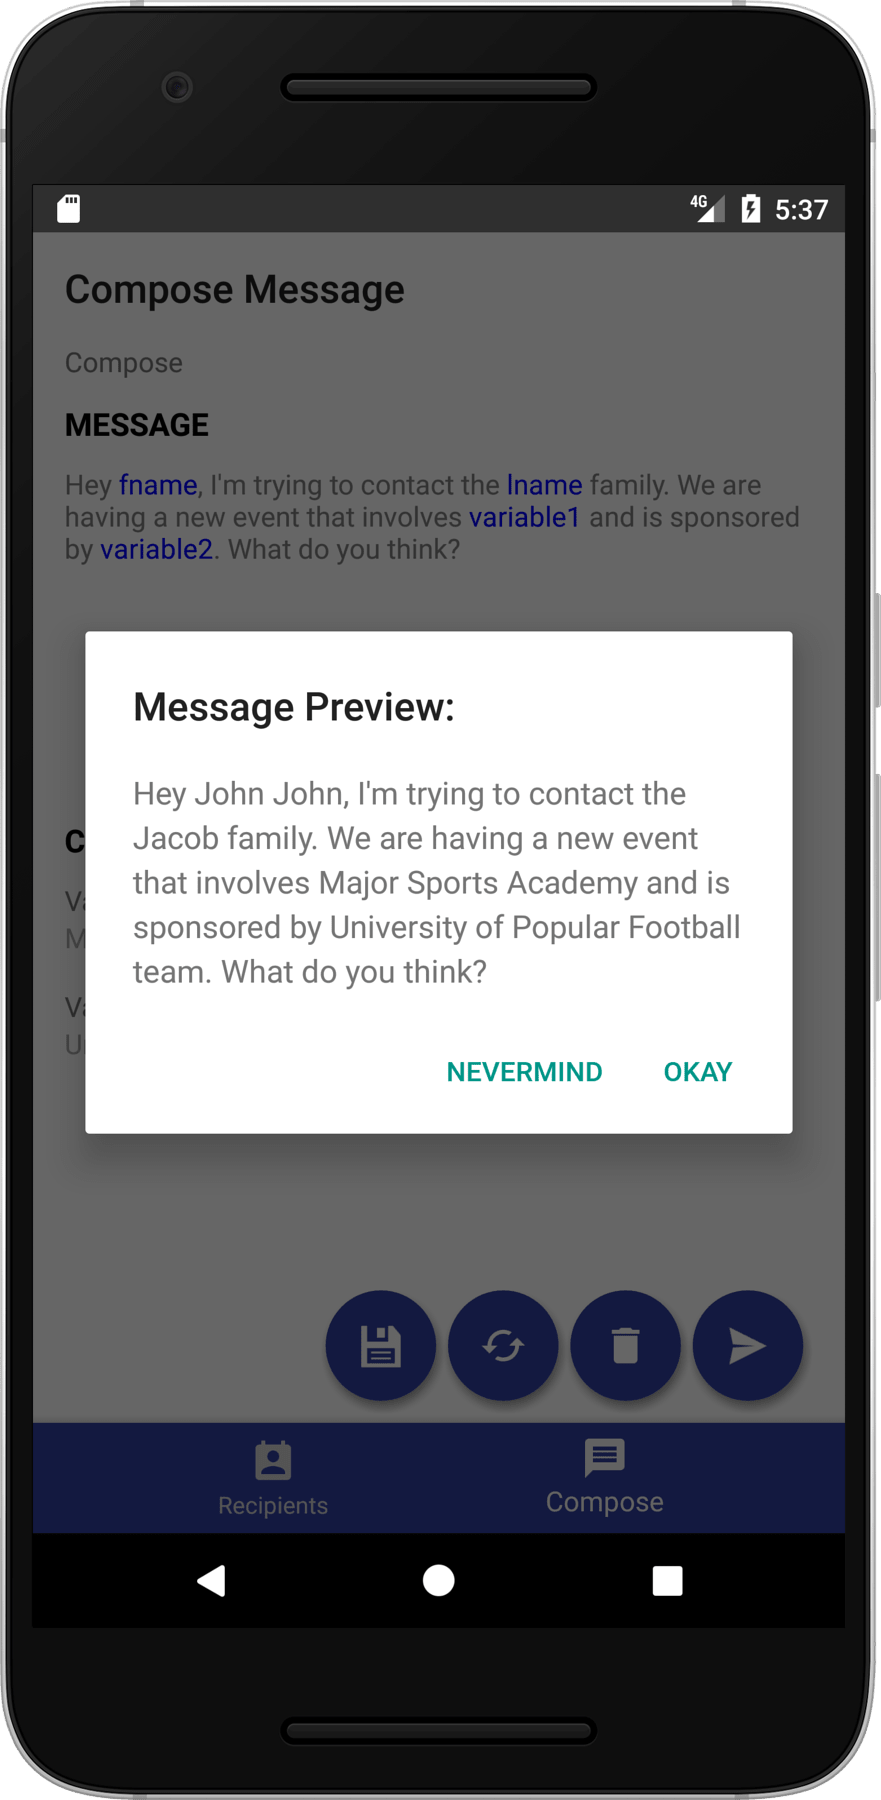 4G 5:37
Compose Message
Compose
MESSAGE
Hey fname, I'm trying to contact the lname family. We are
having a new event that involves variable1 and is sponsored
by variable2. What do you think?
Message Preview:
Hey John John, I'm trying to contact the
Jacob family. We are having a new event
that involves Major Sports Academy and is
sponsored by University of Popular Football
team. What do you think?
NEVERMIND OKAY
Recipients Compose